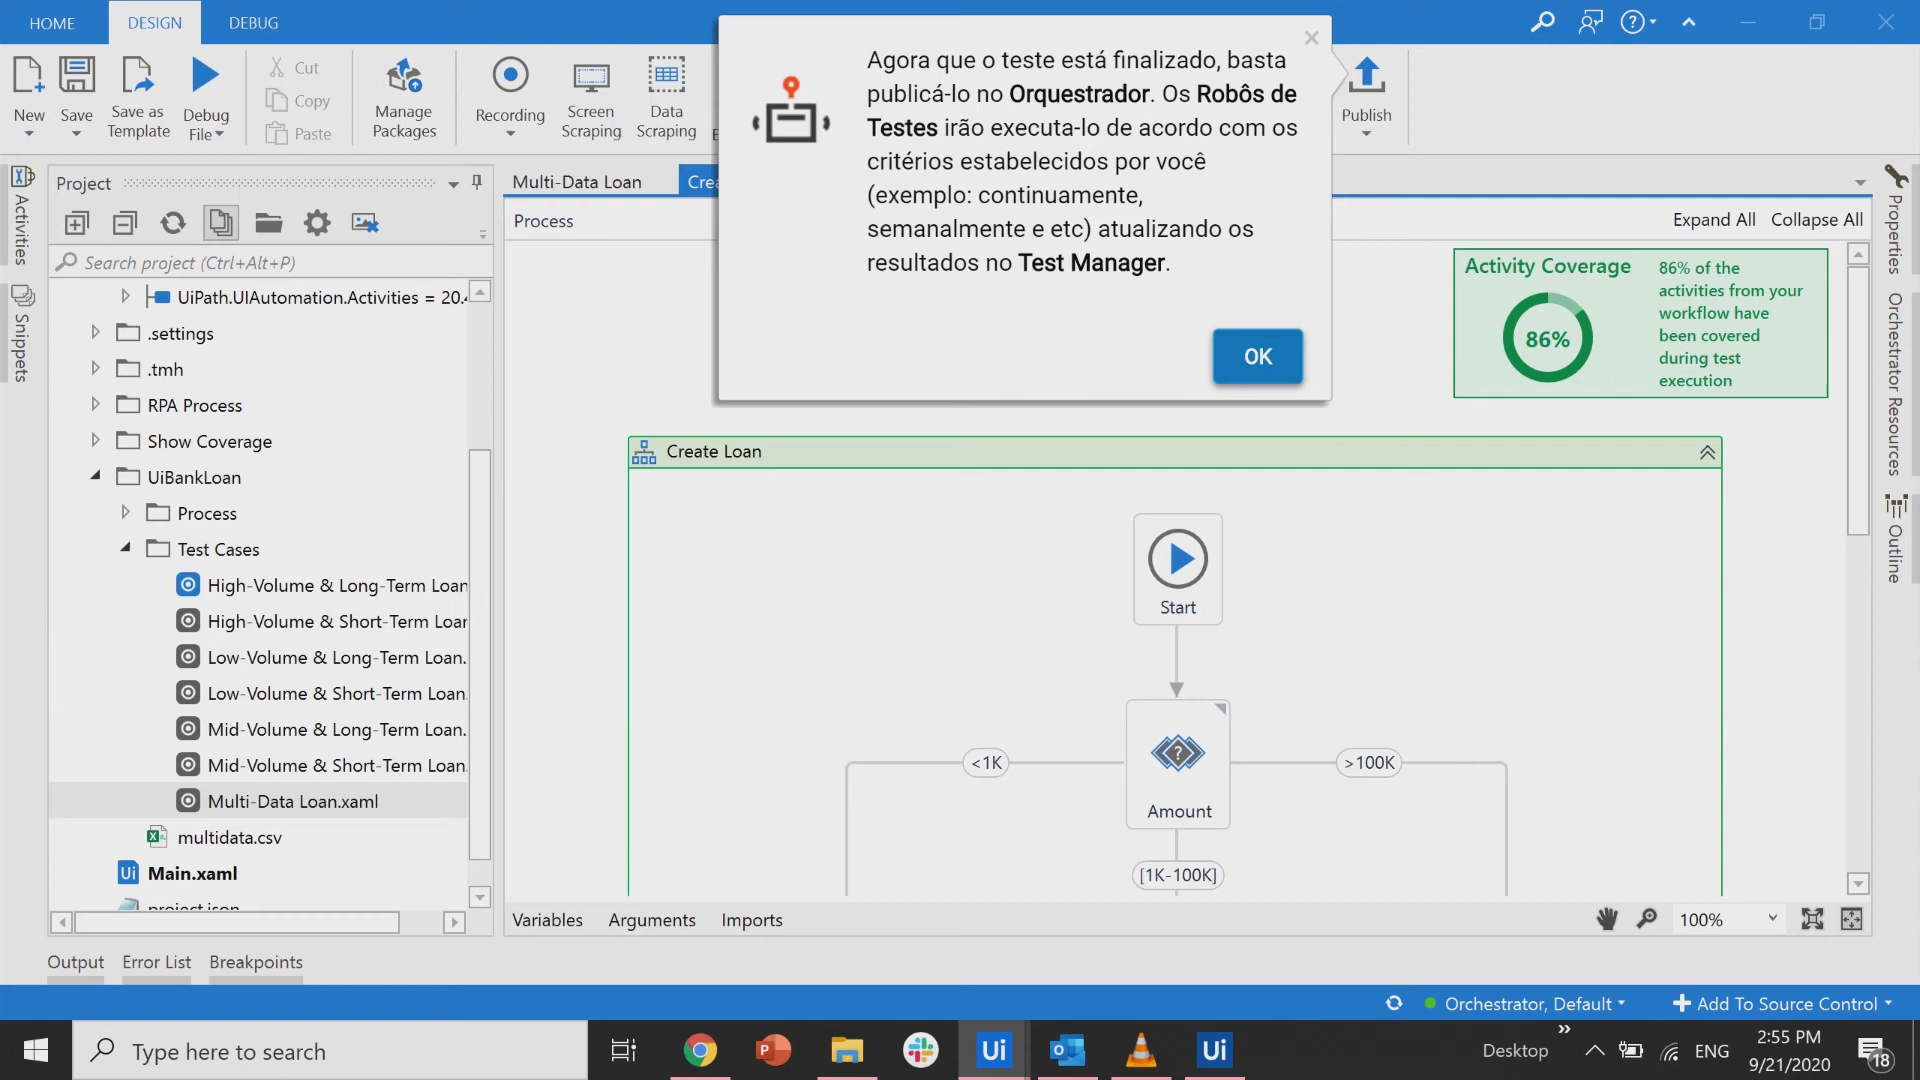 HOME
DESIGN
DEBUG
New
Save
Save as
Template
Debug
File
Cut
Copy
Paste
Manage
Packages
Recording
Screen
Scraping
Data
Scraping
Publish
Agora que o teste está finalizado, basta
publicá-lo no Orquestrador. Os Robôs de
Testes irão executa-lo de acordo com os
critérios estabelecidos por você
(exemplo: continuamente,
semanalmente e etc) atualizando os
resultados no Test Manager.
OK
Activities
Snippets
Project
Search project (Ctrl+Alt+P)
UiPath.UIAutomation.Activities = 20.4
.settings
.tmh
RPA Process
Show Coverage
UiBankLoan
Process
Test Cases
High-Volume & Long-Term Loan
High-Volume & Short-Term Loan
Low-Volume & Long-Term Loan.
Low-Volume & Short-Term Loan.
Mid-Volume & Long-Term Loan.
Mid-Volume & Short-Term Loan.
Multi-Data Loan.xaml
multidata.csv
Ui Main.xaml
project.json
Multi-Data Loan
Crea
Process
Expand All
Collapse All
Activity Coverage
86%
86% of the
activities from your
workflow have
been covered
during test
execution
Create Loan
Start
<1K
?
>100K
Amount
[1K-100K]
Variables
Arguments
Imports
100%
Properties
Orchestrator Resources
Outline
Output
Error List
Breakpoints
Orchestrator, Default
Add To Source Control
Type here to search
P
Ui
Ui
Desktop
ENG
2:55 PM
9/21/2020
18